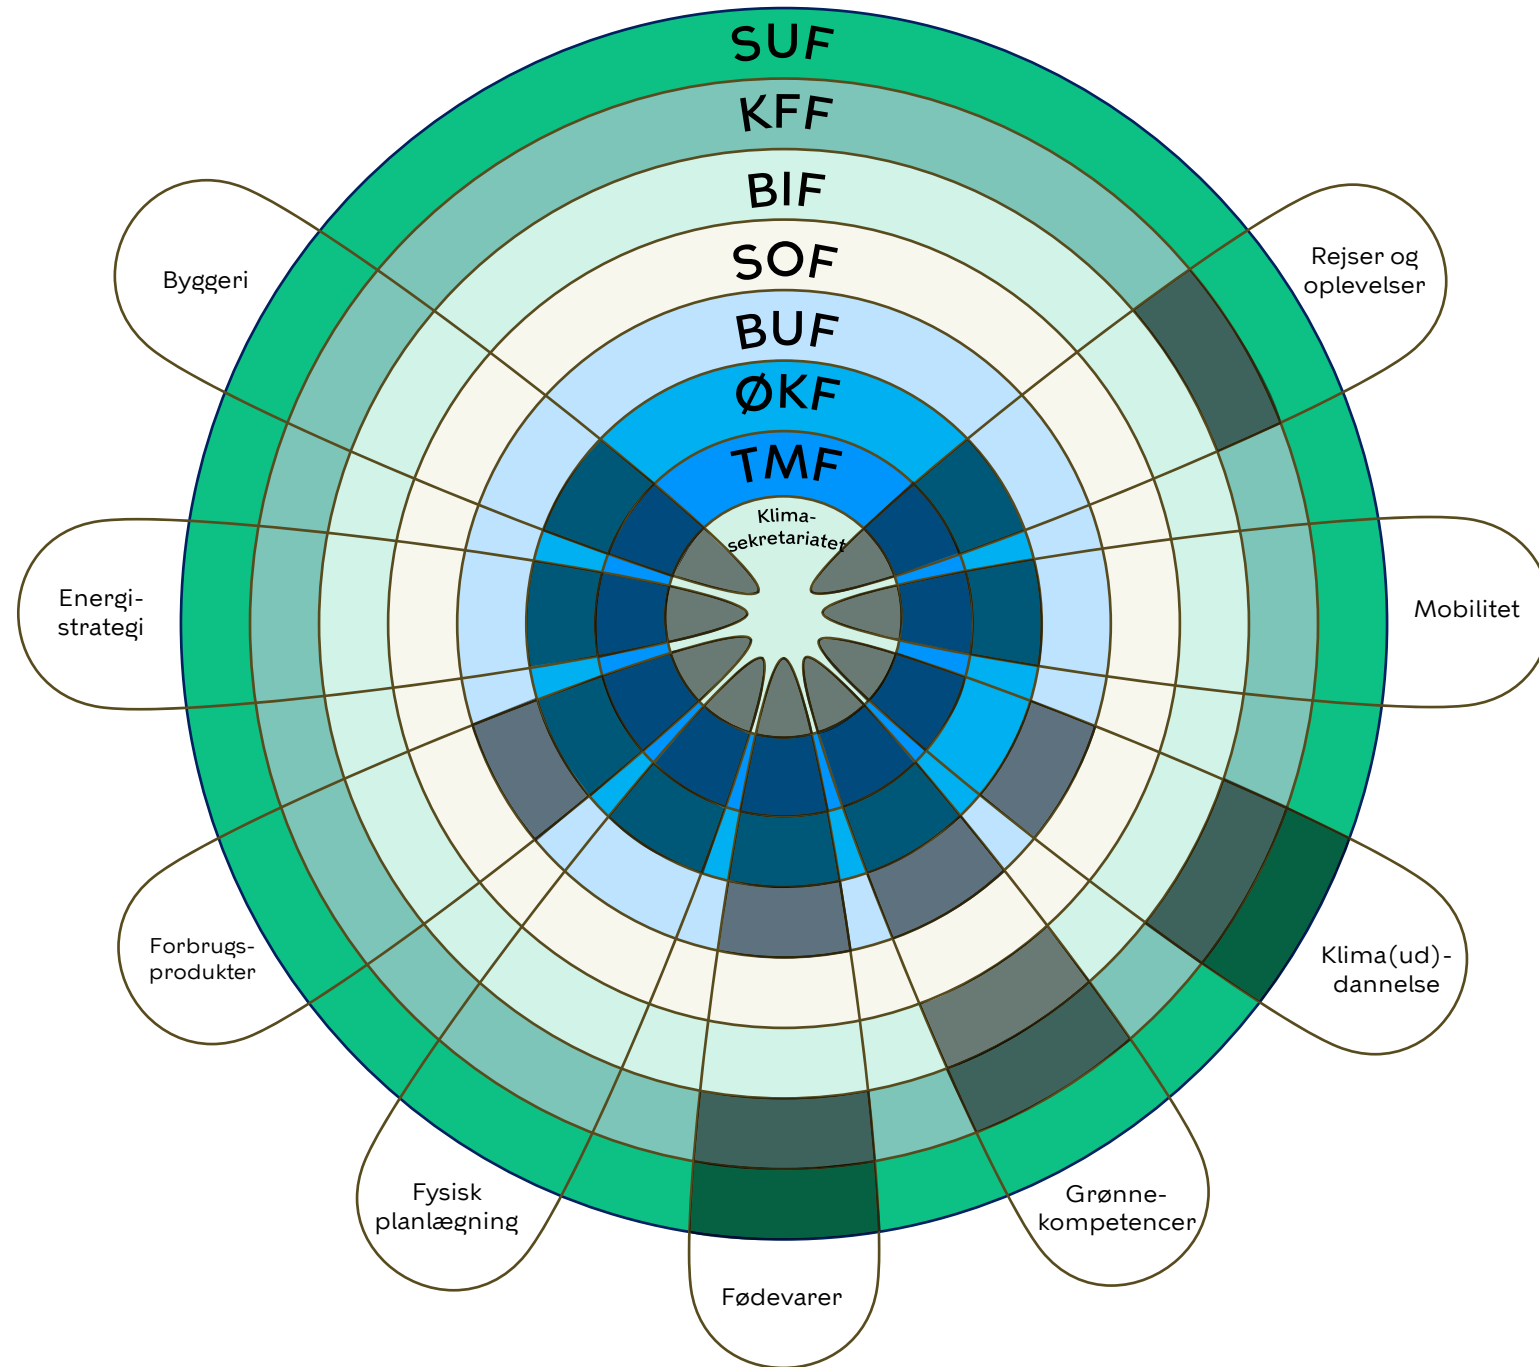 SUF
KFF
BIF
SOF
BUF
ØKF
TMF
Klima-
sekretariatet
Byggeri
Rejser og
oplevelser
Energi-
strategi
Mobilitet
Forbrugs-
produkter
Klima(ud)-
dannelse
Fysisk
planlægning
Grønne-
kompetencer
Fødevarer